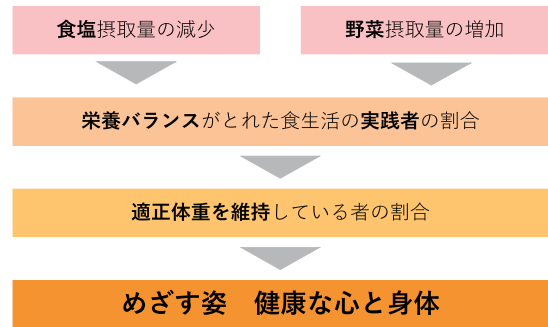 食塩摂取量の減少
野菜摂取量の増加
栄養バランスがとれた食生活の実践者の割合
適正体重を維持している者の割合
めざす姿　健康な心と身体